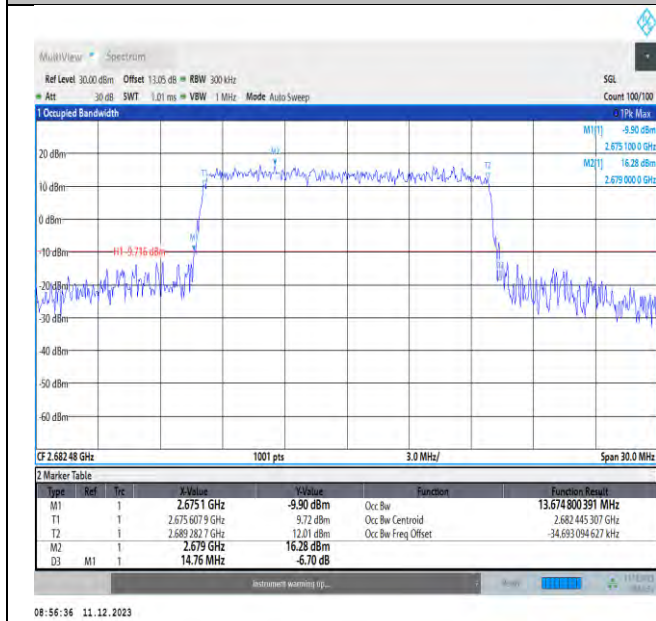 MultiView Spectrum
Ref Level 30.00 dBm Offset 13.05 dB RBW 300 kHz SGL
Att 30 dB SWT 1.01 ms VBW 1 MHz Mode Auto Sweep Count 100/100
1 Occupied Bandwidth 1Pk Max
M1[1] -9.90 dBm
2.675 100 0 GHz
M2[1] 16.28 dBm
2.679 000 0 GHz
20 dBm
M2
T1
T2
10 dBm
0 dBm
M1
-10 dBm
H1 -9.716 dBm
-20 dBm
-30 dBm
-40 dBm
-50 dBm
-60 dBm
CF 2.682 48 GHz 1001 pts 3.0 MHz/ Span 30.0 MHz
2 Marker Table
Type Ref Trc X-Value Y-Value Function Function Result
M1 1 2.6751 GHz -9.90 dBm Occ Bw 13.674 800 391 MHz
T1 1 2.675 607 9 GHz 9.72 dBm Occ Bw Centroid 2.682 445 307 GHz
T2 1 2.689 282 7 GHz 12.01 dBm Occ Bw Freq Offset -34.693 094 627 kHz
M2 1 2.679 GHz 16.28 dBm
D3 M1 1 14.76 MHz -6.70 dB
Instrument warming up...
08:56:36 11.12.2023